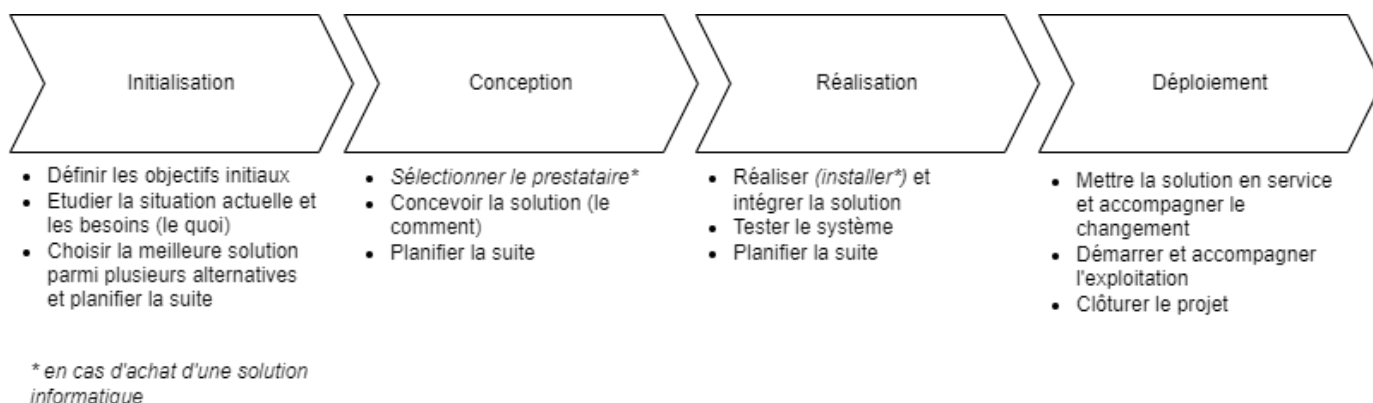 Initialisation
Conception
Réalisation
Déploiement
• Définir les objectifs initiaux
• Etudier la situation actuelle et
les besoins (le quoi)
• Choisir la meilleure solution
parmi plusieurs alternatives
et planifier la suite
• Sélectionner le prestataire*
• Concevoir la solution (le
comment)
• Planifier la suite
• Réaliser (installer*) et
intégrer la solution
• Tester le système
• Planifier la suite
• Mettre la solution en service
et accompagner le
changement
• Démarrer et accompagner
l'exploitation
• Clôturer le projet
* en cas d'achat d'une solution
informatique